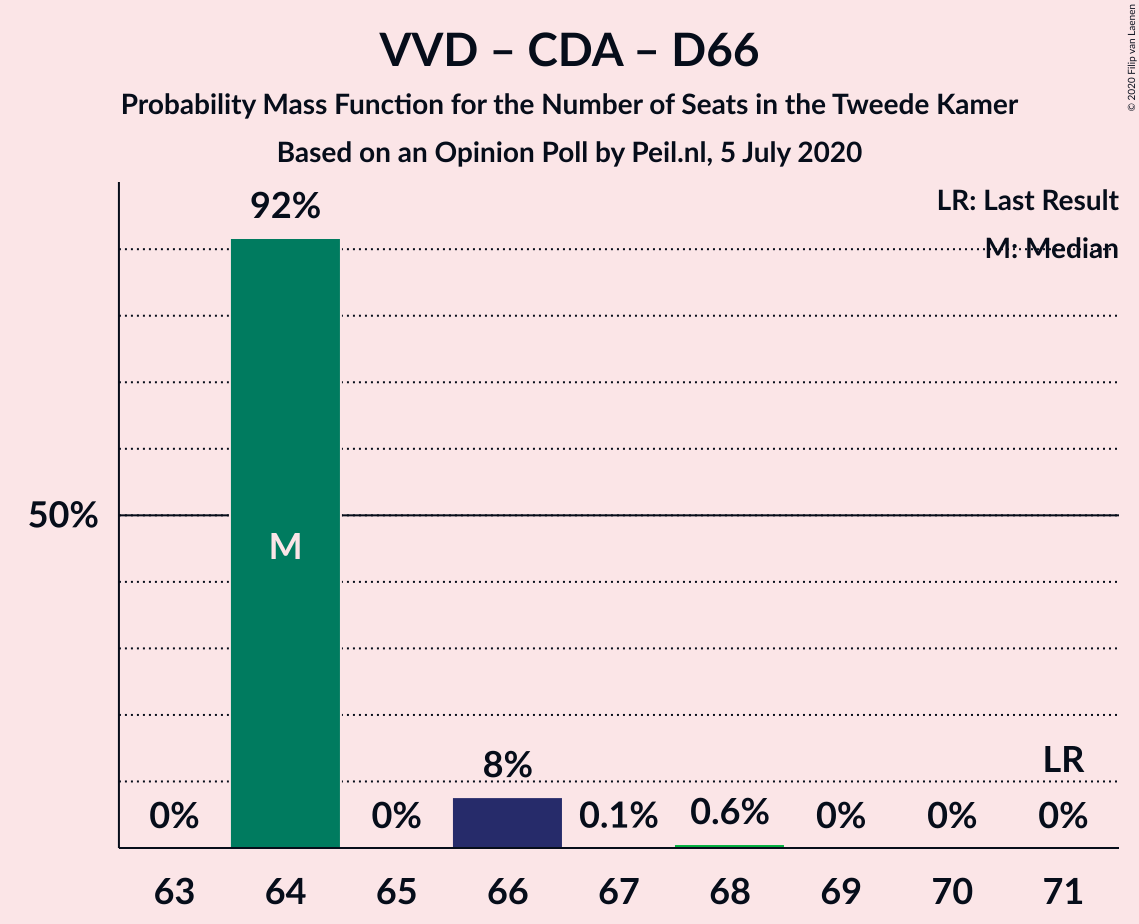 VVD – CDA – D66
Probability Mass Function for the Number of Seats in the Tweede Kamer
Based on an Opinion Poll by Peil.nl, 5 July 2020
© 2020 Filip van Laenen
LR: Last Result
M: Median
92%
50%
M
8%
LR
0%
0%
0.1%
0.6%
0%
0%
0%
63
64
65
66
67
68
69
70
71